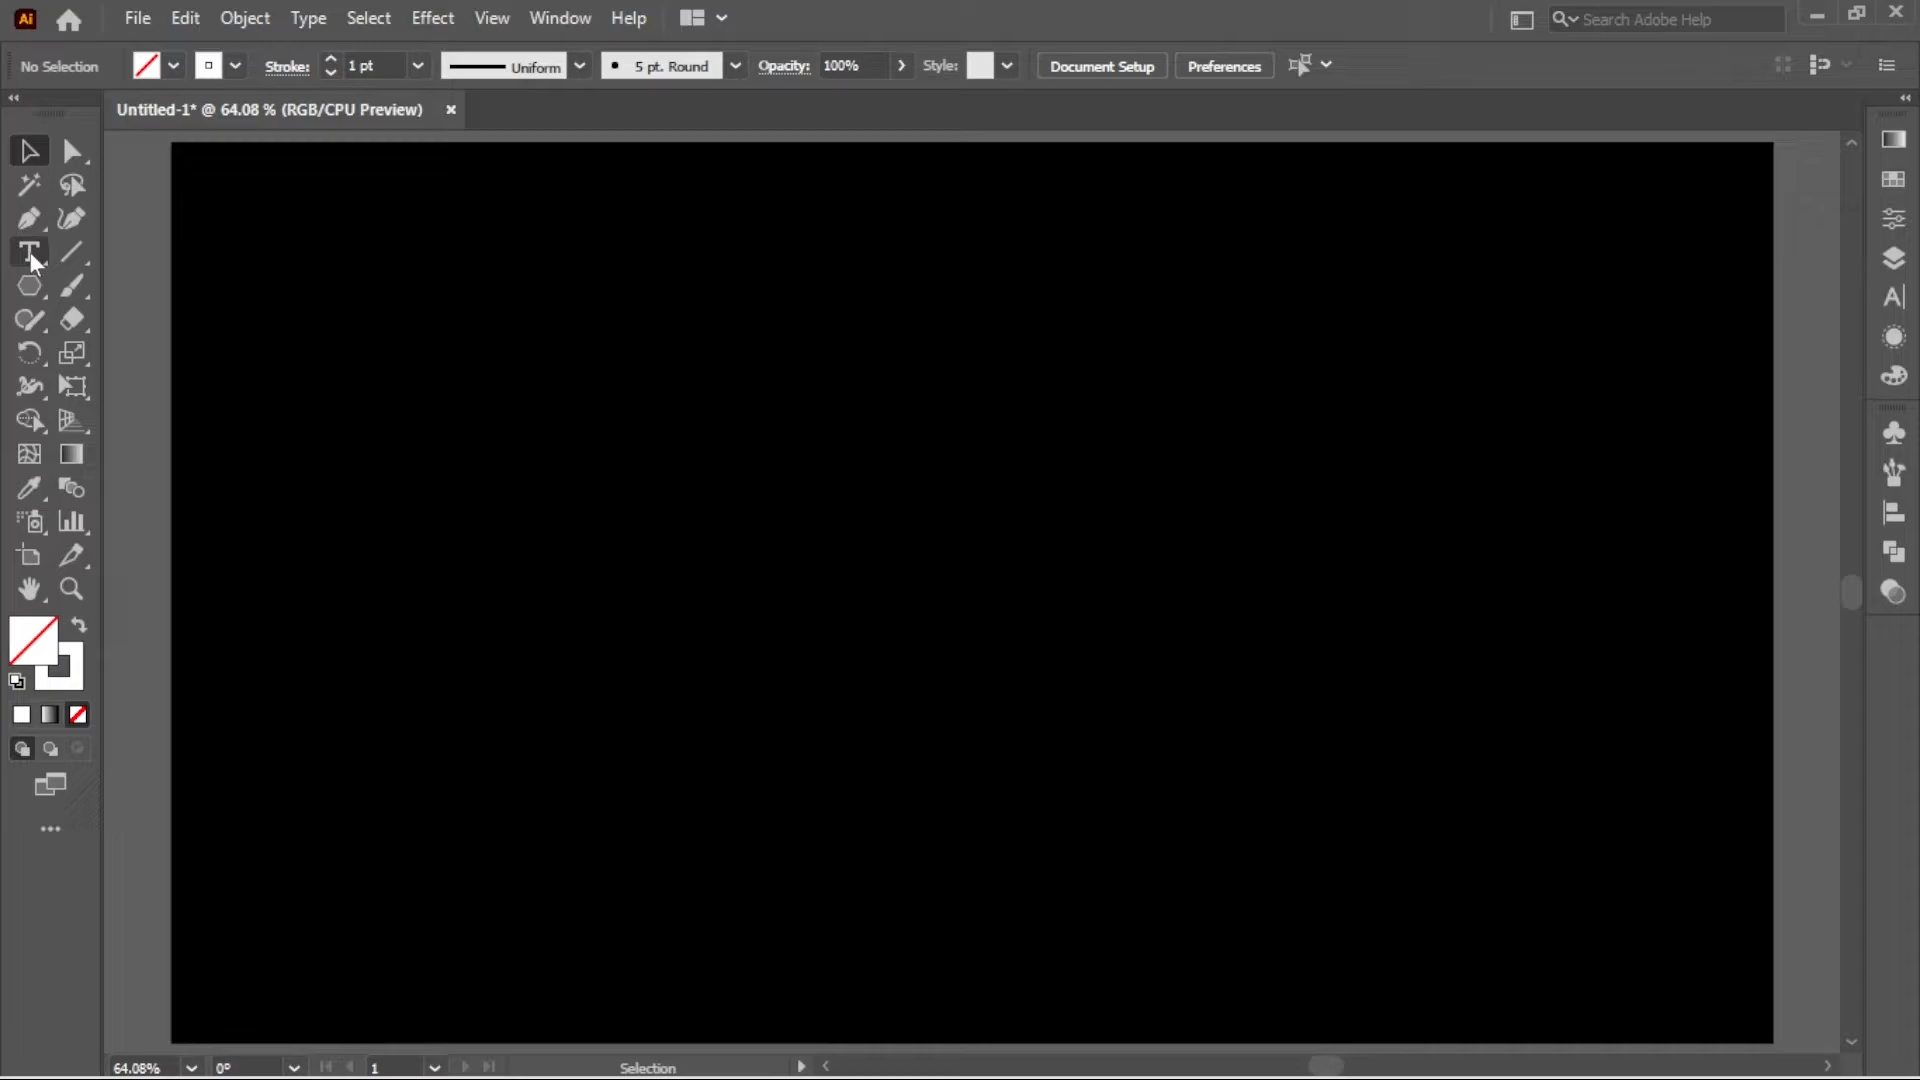 Ai File Edit Object Type Select Effect View Window Help Search Adobe Help
No Selection Stroke: 1 pt Uniform 5 pt. Round Opacity: 100% Style: Document Setup Preferences
Untitled-1* @ 64.08 % (RGB/CPU Preview)
64.08% 0° 1 Selection